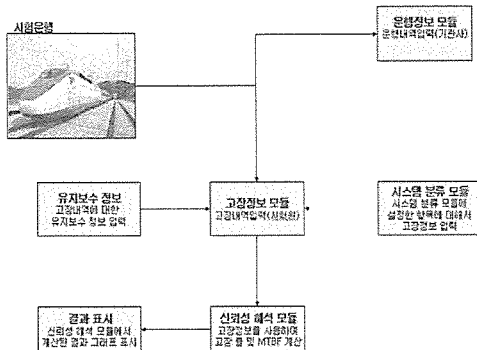 시험운행
운행정보 모듈
운행내역입력(기관사)
유지보수 정보
고장내역에 대한
유지보수 정보 입력
고장정보 모듈
고장내역입력(시험원)
시스템 분류 모듈
시스템 분류 모듈에
설정한 항목에 대해서
고장정보 입력
결과 표시
신뢰성 해석 모듈에서
계산된 결과 그래프 표시
신뢰성 해석 모듈
고장정보를 사용하여
고장 률 및 MTBF 계산